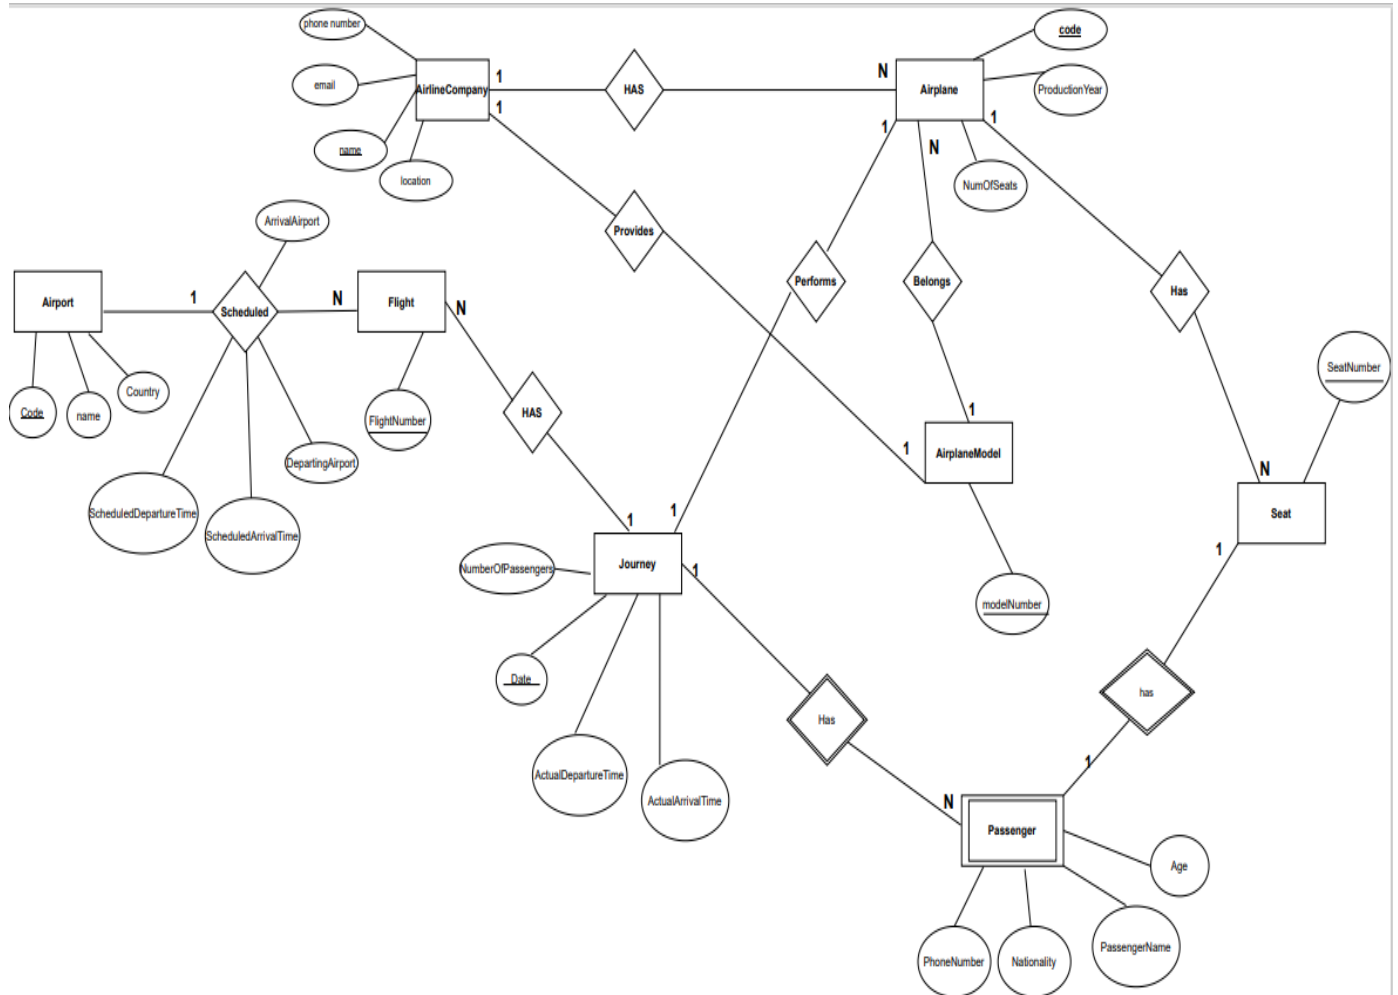 phone number
code
AirlineCompany
1
HAS
N
Airplane
email
ProductionYear
1
1
1
N
name
location
NumOfSeats
ArrivalAirport
Provides
Performs
Belongs
Has
Airport
1
Scheduled
N
Flight
N
SeatNumber
Code
name
Country
FlightNumber
HAS
1
DepartingAirport
1
AirplaneModel
N
ScheduledDepartureTime
ScheduledArrivalTime
1
1
Seat
1
NumberOfPassengers
Journey
1
modelNumber
Date
has
Has
ActualDepartureTime
1
ActualArrivalTime
N
Passenger
Age
PhoneNumber
Nationality
PassengerName